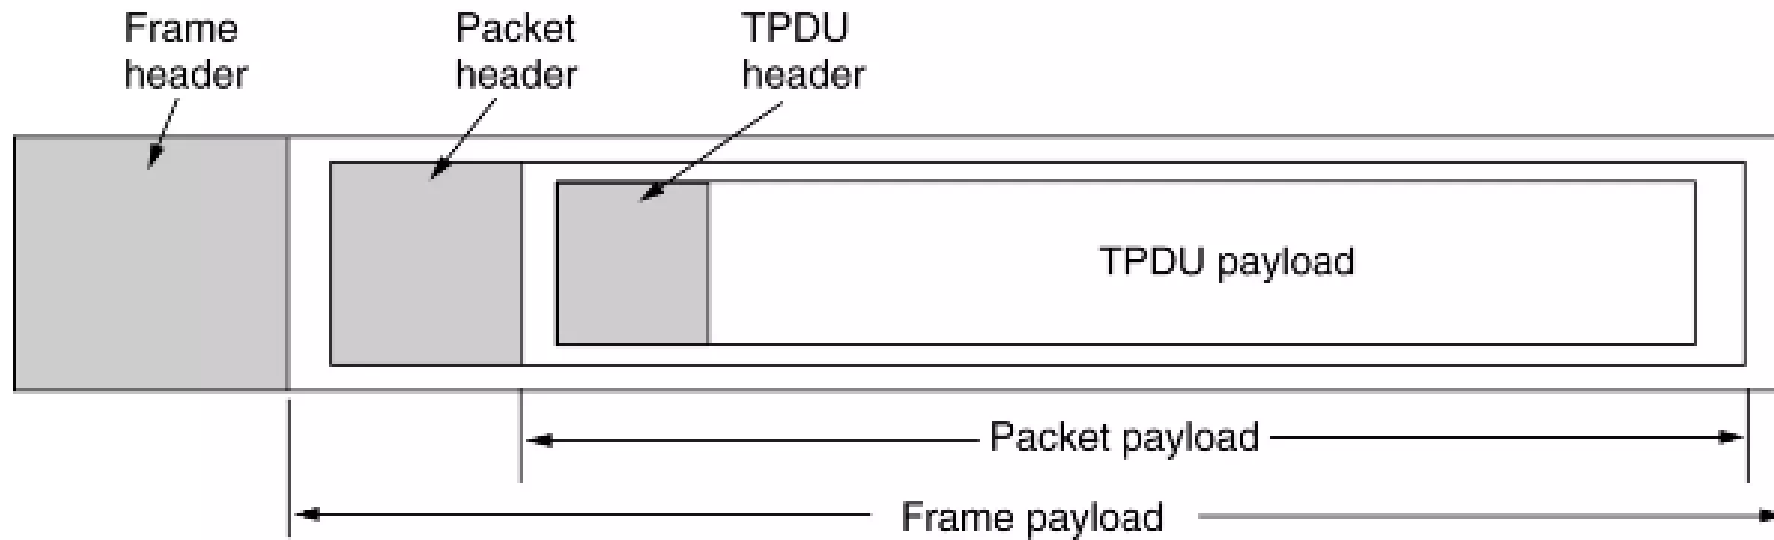 Frame
header
Packet
header
TPDU
header
TPDU payload
Packet payload
Frame payload